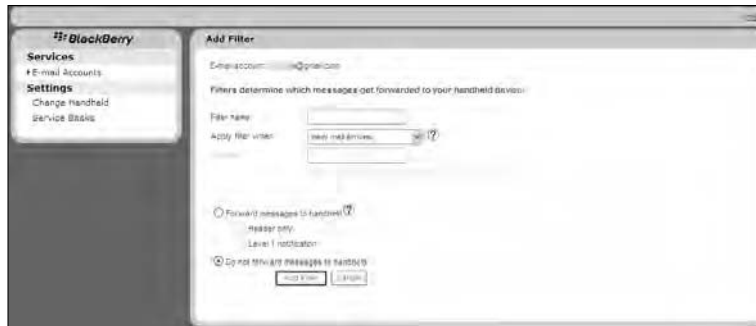 BlackBerry
Services
E-mail Accounts
Settings
Change Handheld
Service Books
Add Filter
E-mail account: @gmail.com
Filters determine which messages get forwarded to your handheld device.
Filter name:
Apply filter when:
Forward messages to handheld
Header only
Level 1 notification
Do not forward messages to handheld
Add Filter
Cancel